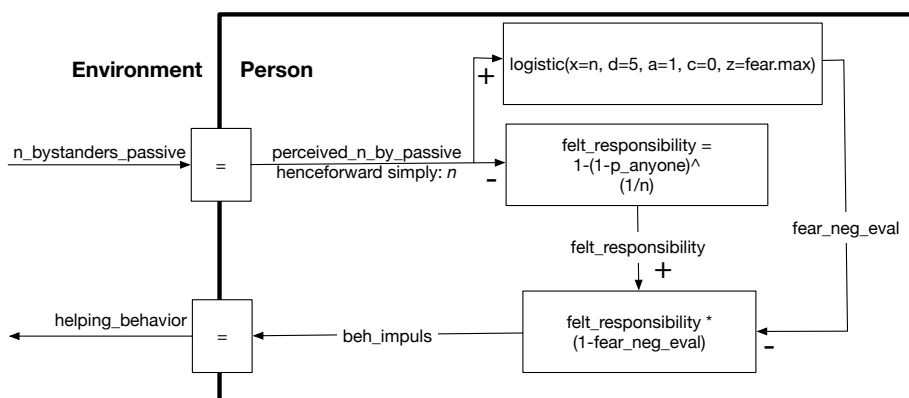 Environment
Person
logistic(x=n, d=5, a=1, c=0, z=fear.max)
+
n_bystanders_passive
=
perceived_n_by_passive
henceforward simply: n
-
felt_responsibility =
1-(1-p_anyone)^
(1/n)
fear_neg_eval
felt_responsibility
+
helping_behavior
=
beh_impuls
felt_responsibility *
(1-fear_neg_eval)
-